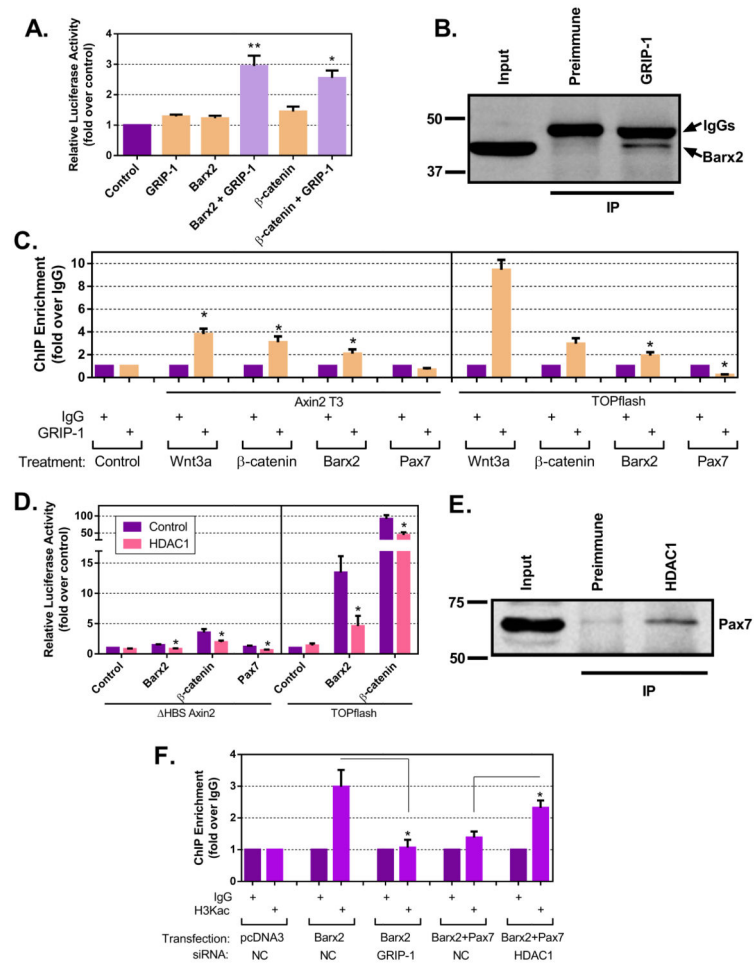 A.
Relative Luciferase Activity
(fold over control)
4
3
2
1
0
**
*
Control
GRIP-1
Barx2
Barx2 + GRIP-1
β-catenin
β-catenin + GRIP-1
B.
Input
Preimmune
GRIP-1
50
37
IgGs
Barx2
IP
C.
ChIP Enrichment
(fold over IgG)
10
8
6
4
2
0
*
*
*
*
*
Axin2 T3
TOPflash
IgG + + + + + + + + +
GRIP-1 + + + + + + + + +
Treatment: Control Wnt3a β-catenin Barx2 Pax7 Wnt3a β-catenin Barx2 Pax7
D.
Relative Luciferase Activity
(fold over control)
100
50
15
10
5
0
Control
HDAC1
*
*
*
*
*
Control
Barx2
β-catenin
Pax7
Control
Barx2
β-catenin
ΔHBS Axin2
TOPflash
E.
Input
Preimmune
HDAC1
75
50
Pax7
IP
F.
ChIP Enrichment
(fold over IgG)
4
3
2
1
0
*
*
IgG + + + + +
H3Kac + + + + +
Transfection: pcDNA3 Barx2 Barx2 Barx2+Pax7 Barx2+Pax7
siRNA: NC NC GRIP-1 NC HDAC1